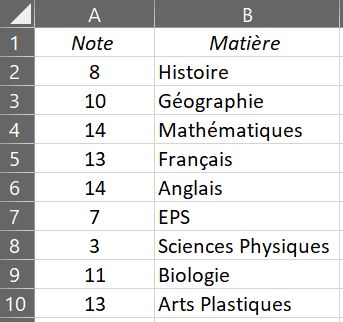 A B
1 Note Matière
2 8 Histoire
3 10 Géographie
4 14 Mathématiques
5 13 Français
6 14 Anglais
7 7 EPS
8 3 Sciences Physiques
9 11 Biologie
10 13 Arts Plastiques